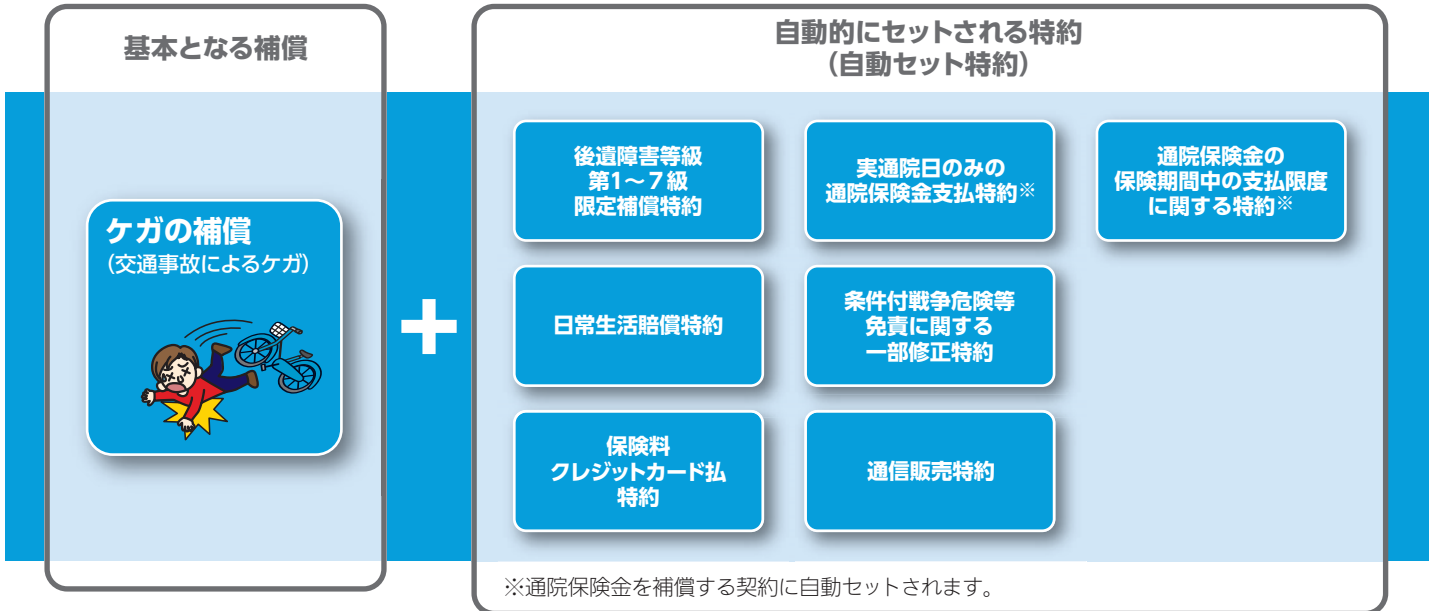 基本となる補償
ケガの補償
（交通事故によるケガ）
＋
自動的にセットされる特約
（自動セット特約）
後遺障害等級
第1～7級
限定補償特約
実通院日のみの
通院保険金支払特約※
通院保険金の
保険期間中の支払限度
に関する特約※
日常生活賠償特約
条件付戦争危険等
免責に関する
一部修正特約
保険料
クレジットカード払
特約
通信販売特約
※通院保険金を補償する契約に自動セットされます。